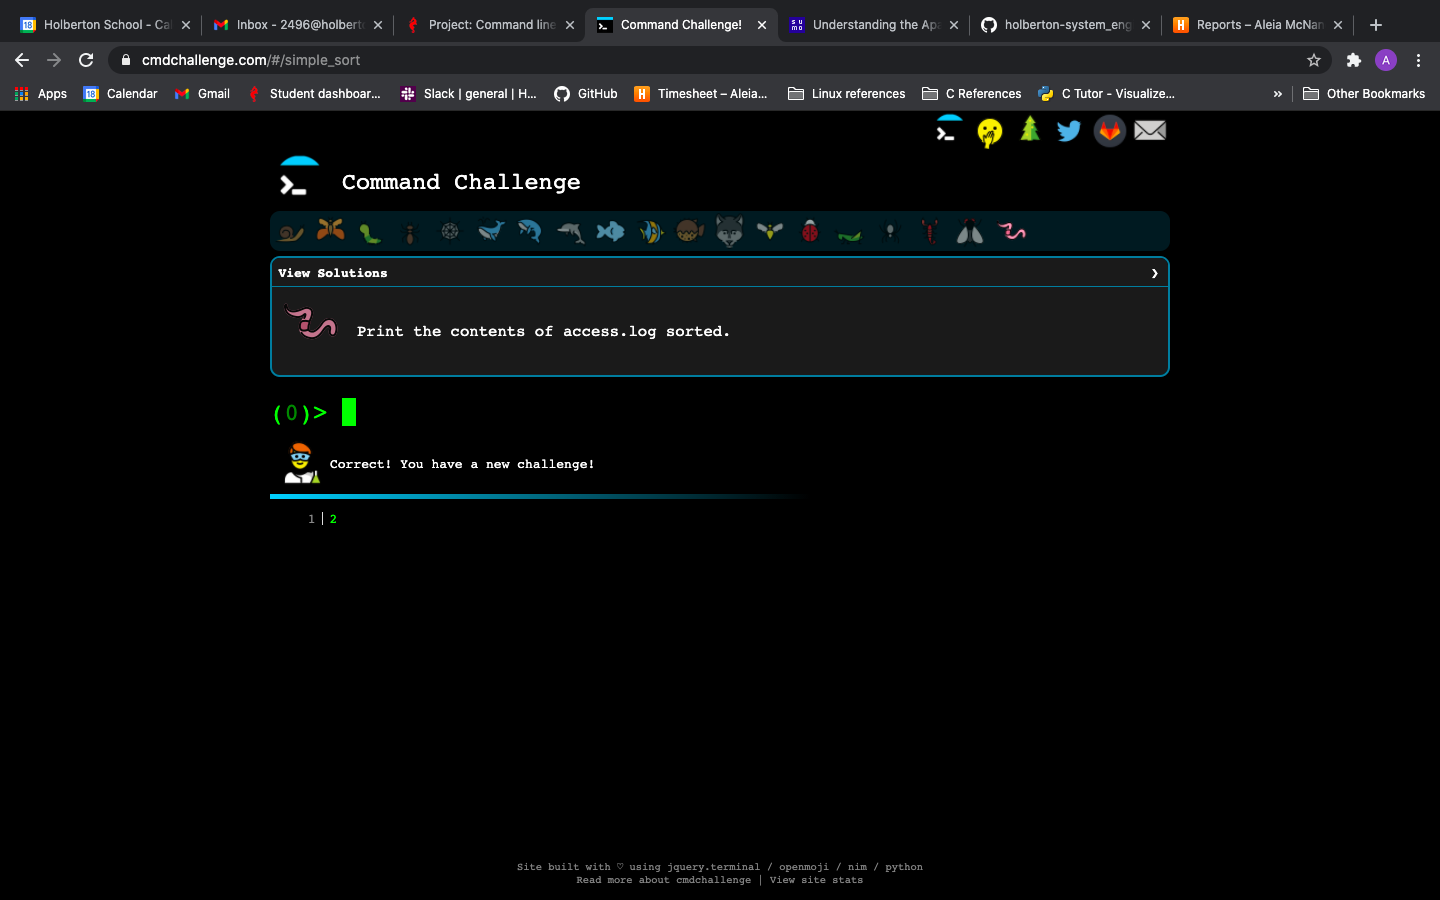 Holberton School - Cal
Inbox - 2496@holberto
Project: Command line
Command Challenge!
Understanding the Apa
holberton-system_eng
Reports – Aleia McNan
cmdchallenge.com/#/simple_sort
A
Apps
Calendar
Gmail
Student dashboar...
Slack | general | H...
GitHub
Timesheet – Aleia...
Linux references
C References
C Tutor - Visualize...
»
Other Bookmarks
Command Challenge
View Solutions
Print the contents of access.log sorted.
(0)>
Correct! You have a new challenge!
1 | 2
Site built with ♡ using jquery.terminal / openmoji / nim / python
Read more about cmdchallenge | View site stats